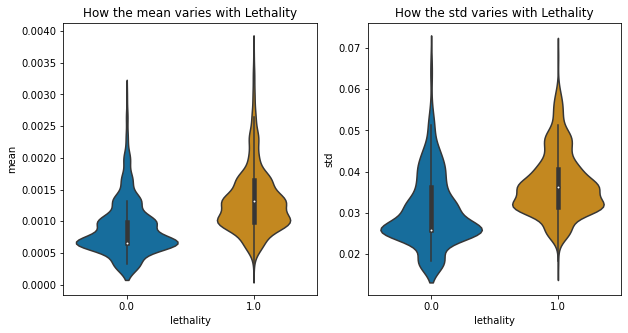 How the mean varies with Lethality
0.0040
0.0035
0.0030
0.0025
0.0020
0.0015
0.0010
0.0005
0.0000
mean
0.0 1.0
lethality
How the std varies with Lethality
0.07
0.06
0.05
0.04
0.03
0.02
std
0.0 1.0
lethality